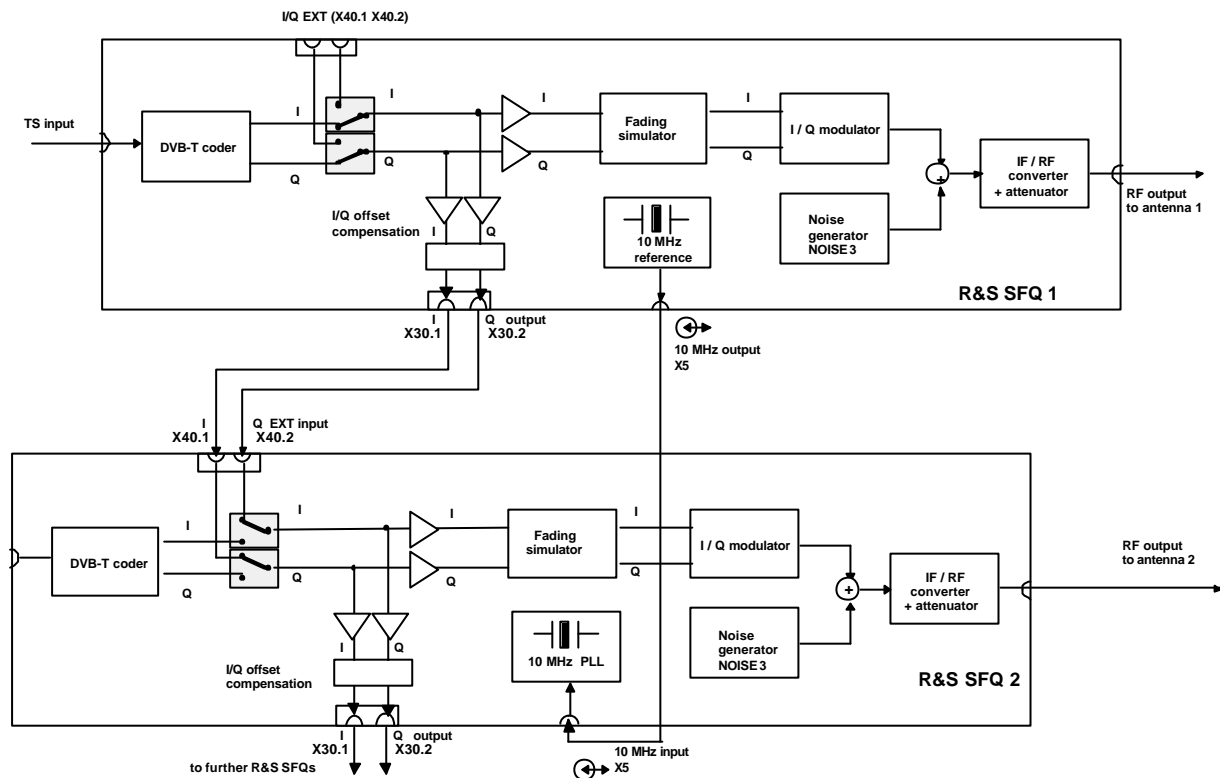 I/Q EXT (X40.1 X40.2)
TS input
DVB-T coder
I
Q
I
Q
I
Q
Fading
simulator
I
Q
I / Q modulator
+
IF / RF
converter
+ attenuator
RF output
to antenna 1
I/Q offset
compensation
I
Q
10 MHz
reference
Noise
generator
NOISE3
R&S SFQ 1
I
X30.1
Q output
X30.2
10 MHz output
X5
I
X40.1
Q EXT input
X40.2
DVB-T coder
I
Q
I
Q
I
Q
Fading
simulator
I
Q
I / Q modulator
+
IF / RF
converter
+ attenuator
RF output
to antenna 2
I/Q offset
compensation
I
Q
10 MHz PLL
Noise
generator
NOISE3
R&S SFQ 2
I
X30.1
Q output
X30.2
to further R&S SFQs
10 MHz input
X5